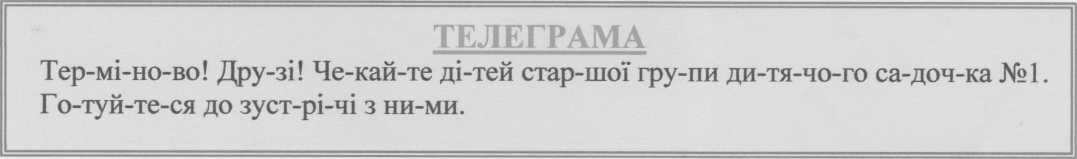 ТЕЛЕГРАМА
Тер-мі-но-во! Дру-зі! Че-кай-те ді-тей стар-шої гру-пи ди-тя-чо-го са-доч-ка №1.
Го-туй-те-ся до зуст-рі-чі з ни-ми.